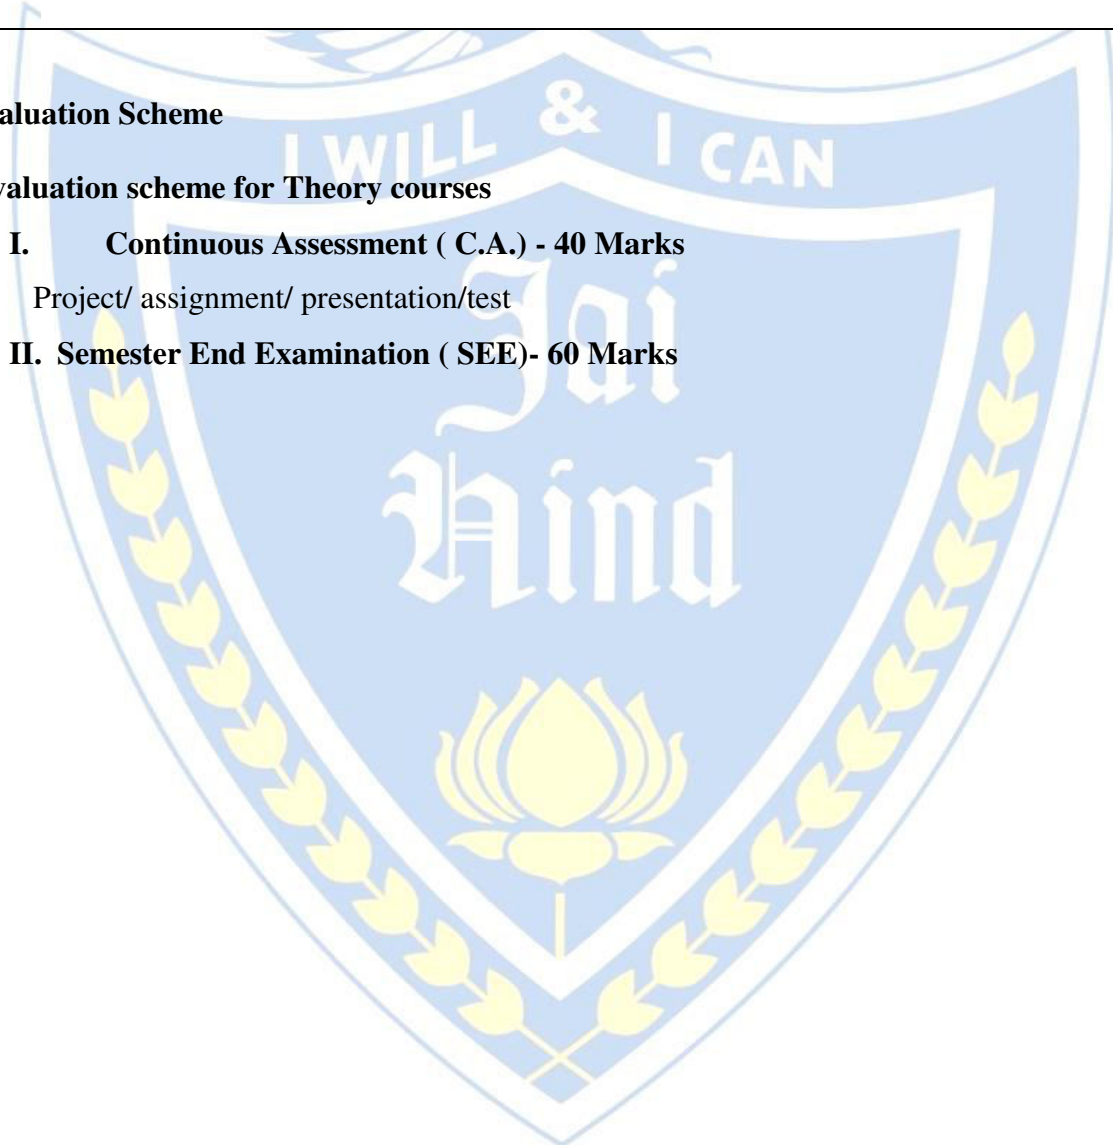 aluation Scheme
I WILL & I CAN
valuation scheme for Theory courses
I. Continuous Assessment ( C.A.) - 40 Marks
Project/ assignment/ presentation/test
II. Semester End Examination ( SEE)- 60 Marks
Jai
Hind